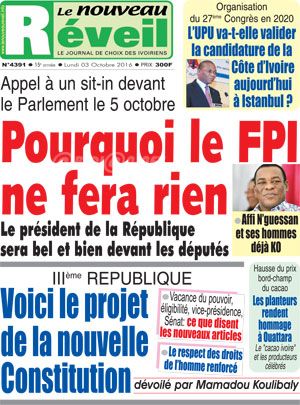 Le nouveau
Réveil
LE JOURNAL DE CHOIX DES IVOIRIENS
N°4391 ● 15e année ● Lundi 03 Octobre 2016 ● PRIX 300F
Organisation
du 27ème Congrès en 2020
L'UPU va-t-elle valider
la candidature de la
Côte d'Ivoire
aujourd'hui
à Istanbul ?
Appel à un sit-in devant
le Parlement le 5 octobre
Pourquoi le FPI
ne fera rien
Le président de la République
sera bel et bien devant les députés
● Affi N'guessan
et ses hommes
déjà KO
IIIème REPUBLIQUE
Voici le projet
de la nouvelle
Constitution
● Vacance du pouvoir,
éligibilité, vice-présidence,
Sénat: ce que disent
les nouveaux articles
● Le respect des droits
de l'homme renforcé
dévoilé par Mamadou Koulibaly
Hausse du prix
bord-champ
du cacao
Les planteurs
rendent
hommage
à Ouattara
Le "cacao ivoire"
et les producteurs
célébrés